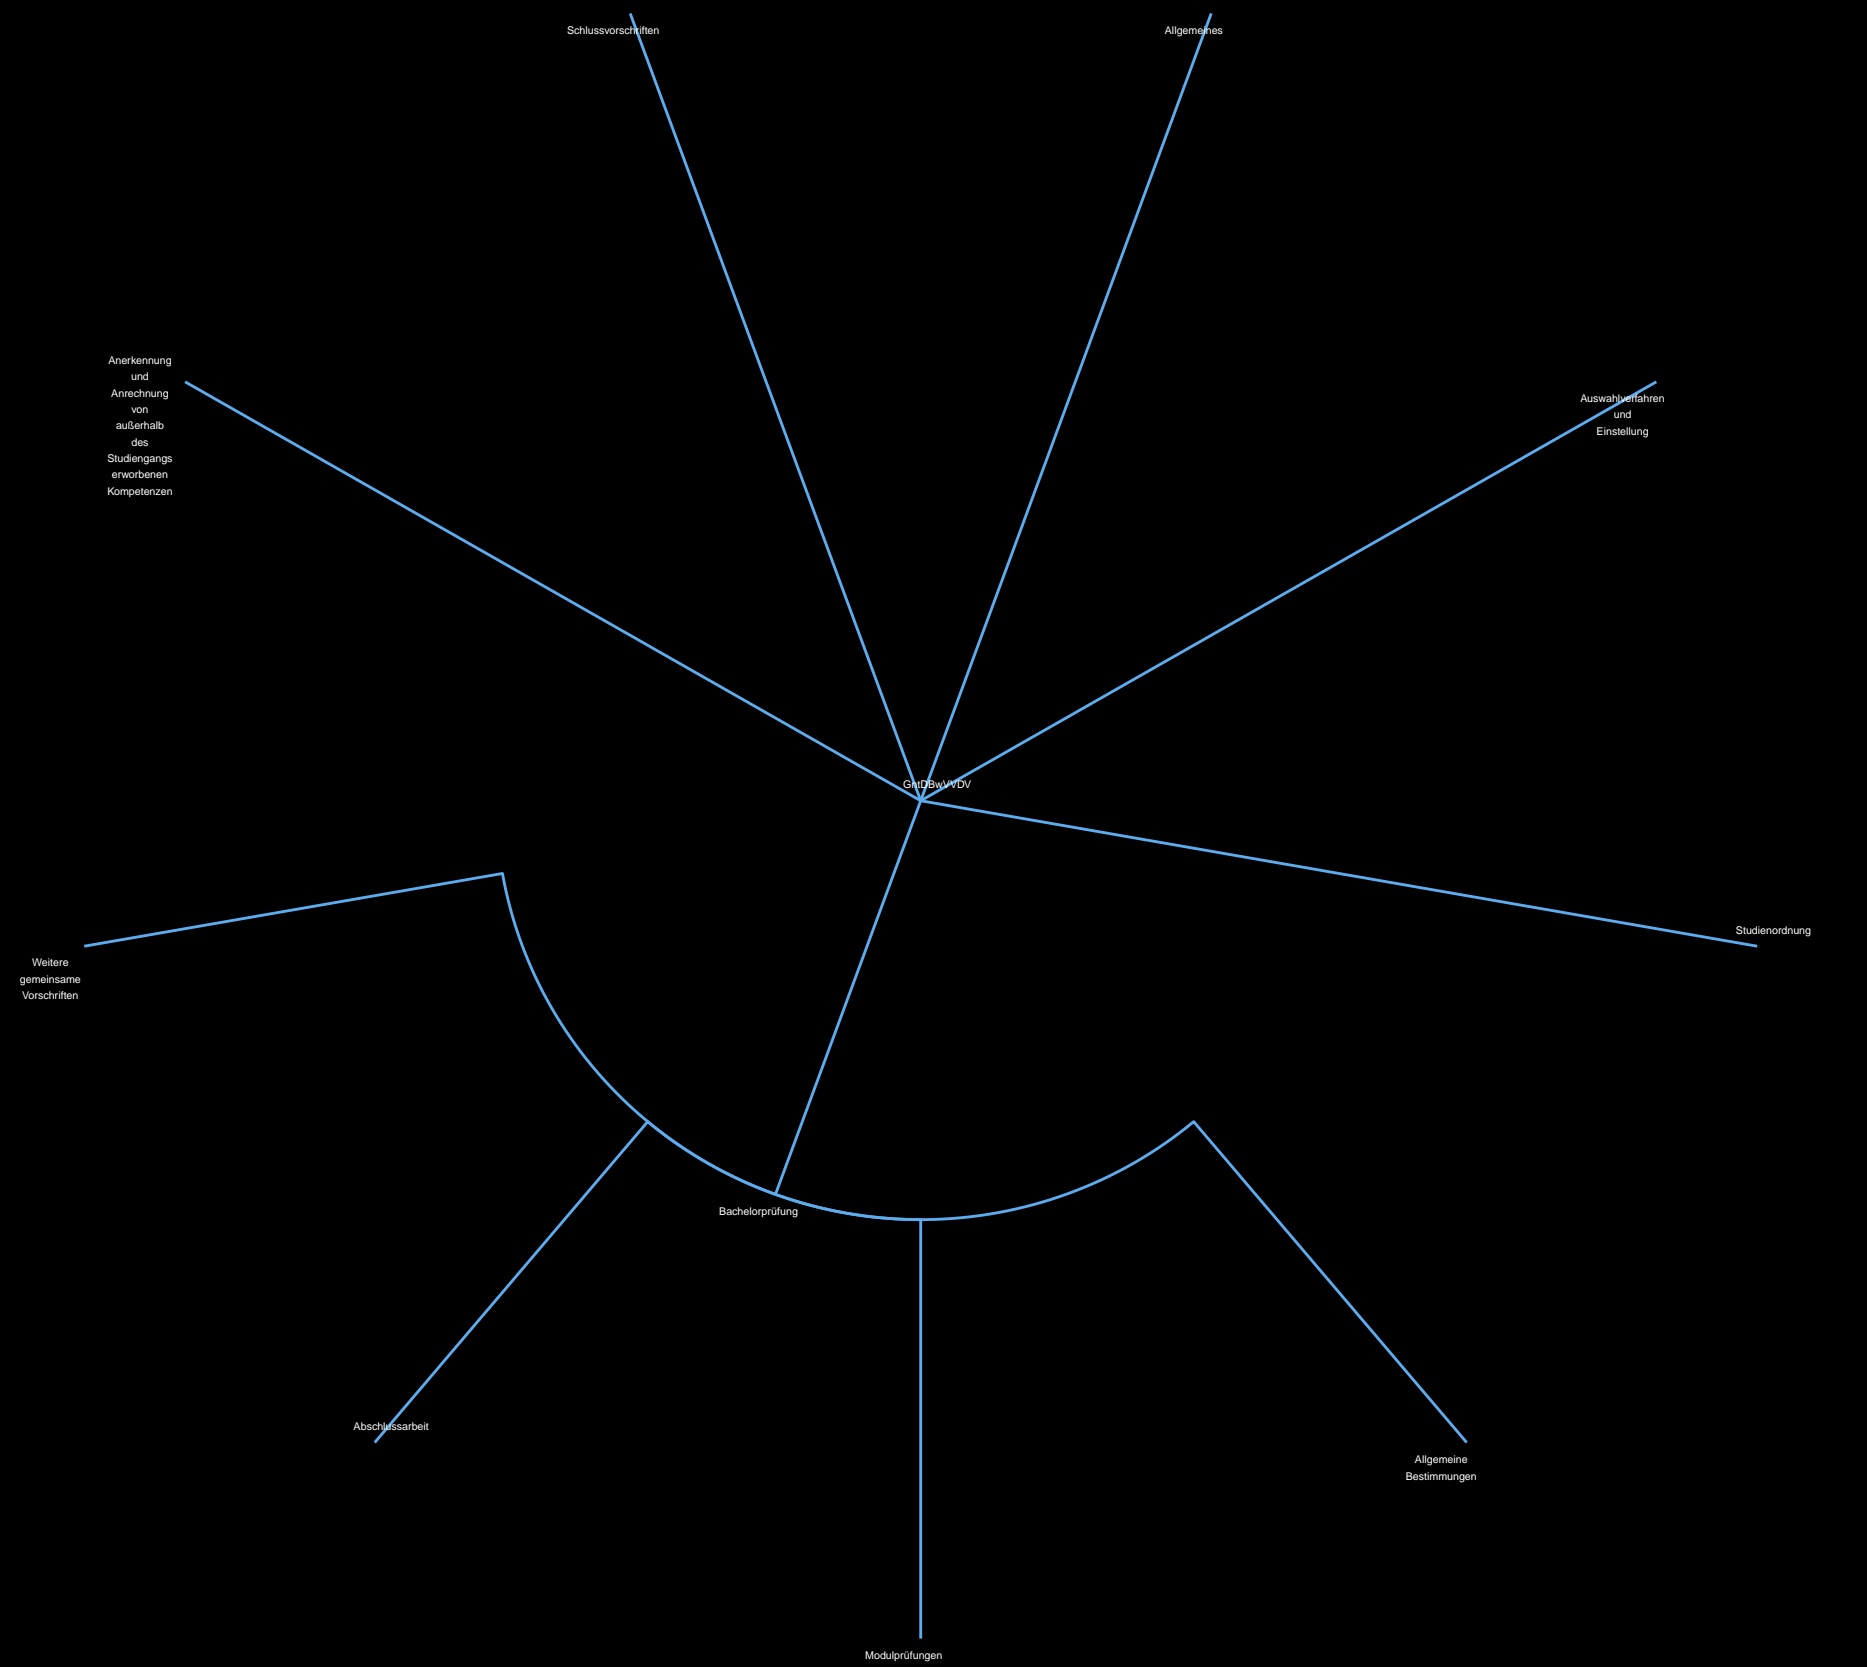 Schlussvorschriften
Allgemeines
Anerkennung
und
Anrechnung
von
außerhalb
des
Studiengangs
erworbenen
Kompetenzen
Auswahlverfahren
und
Einstellung
GntDBwVVDV
Studienordnung
Weitere
gemeinsame
Vorschriften
Bachelorprüfung
Abschlussarbeit
Allgemeine
Bestimmungen
Modulprüfungen